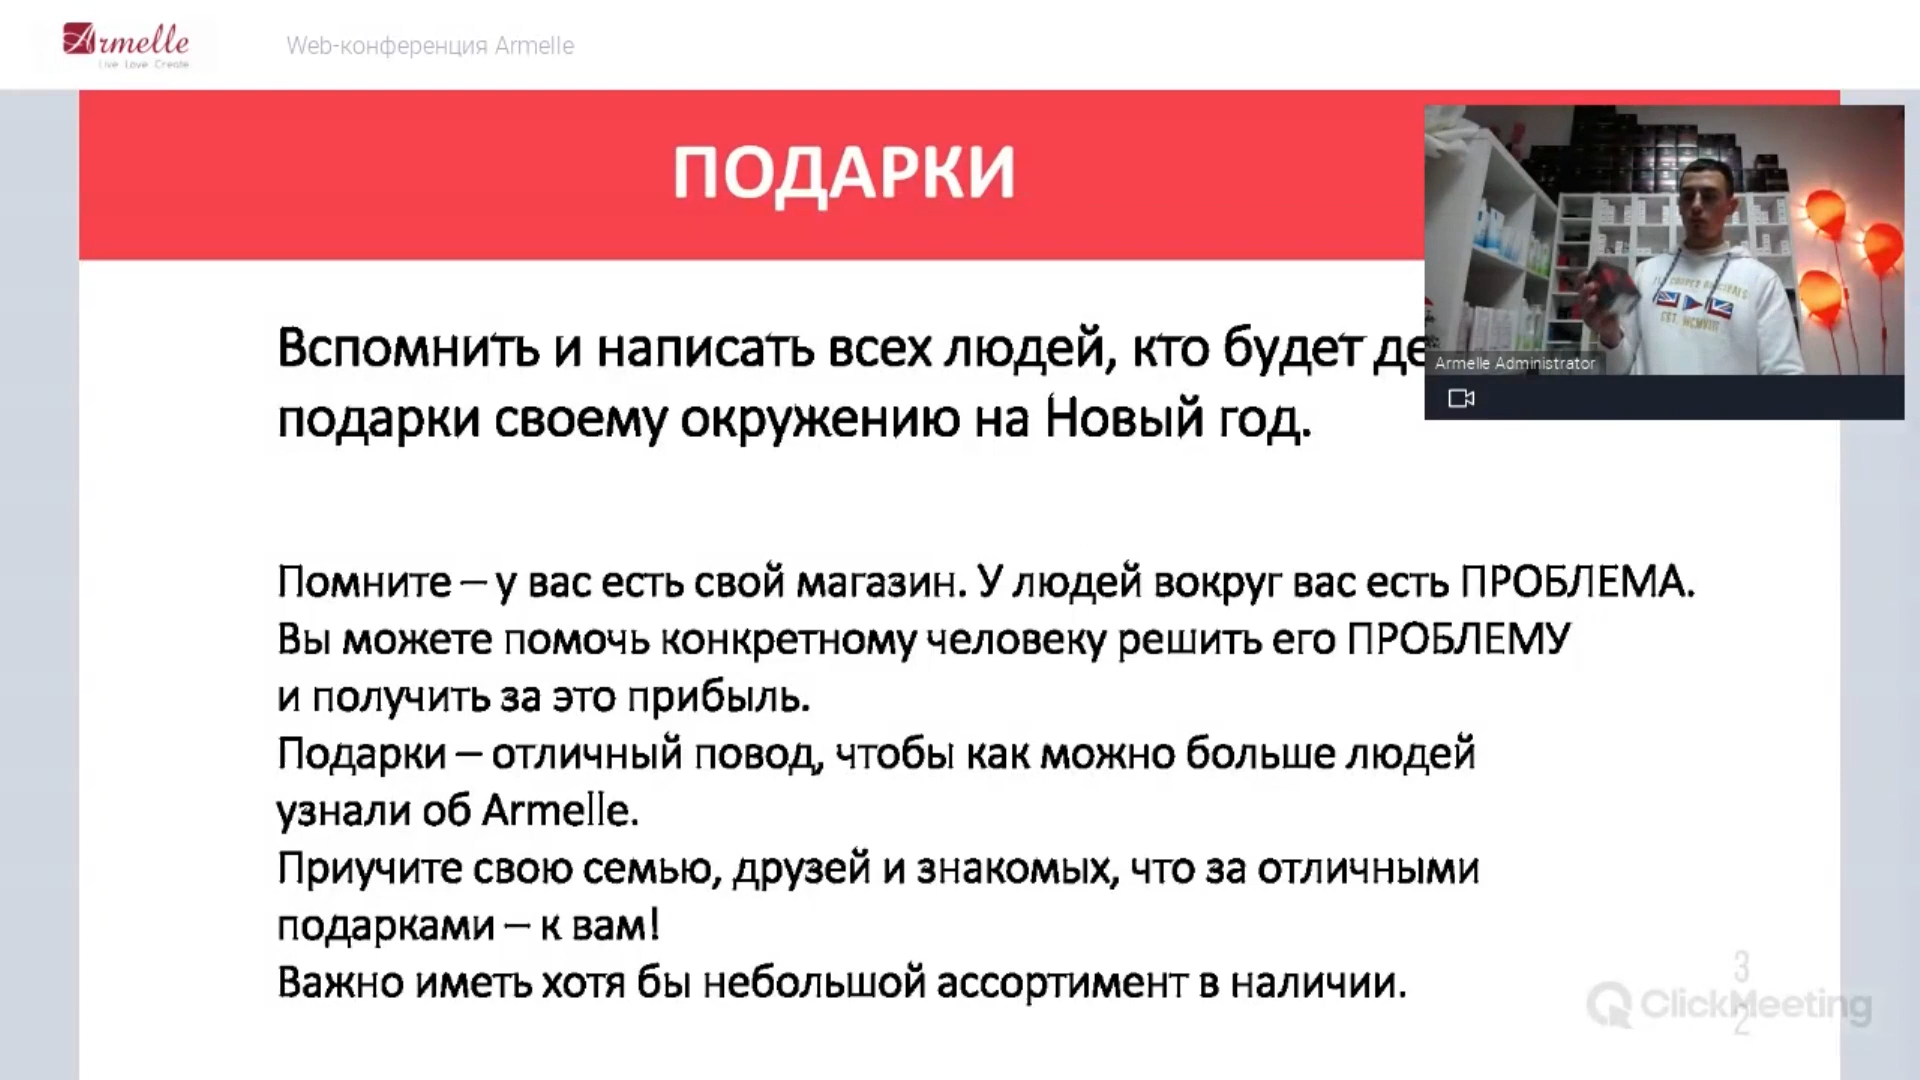 Armelle
Live Love Create
Web-конференция Armelle
ПОДАРКИ
Вспомнить и написать всех людей, кто будет
подарки своему окружению на Новый год.
Armelle Administrator
EST. MCMVIII
Помните – у вас есть свой магазин. У людей вокруг вас есть ПРОБЛЕМА.
Вы можете помочь конкретному человеку решить его ПРОБЛЕМУ
и получить за это прибыль.
Подарки – отличный повод, чтобы как можно больше людей
узнали об Armelle.
Приучите свою семью, друзей и знакомых, что за отличными
подарками – к вам!
Важно иметь хотя бы небольшой ассортимент в наличии.
32
ClickMeeting